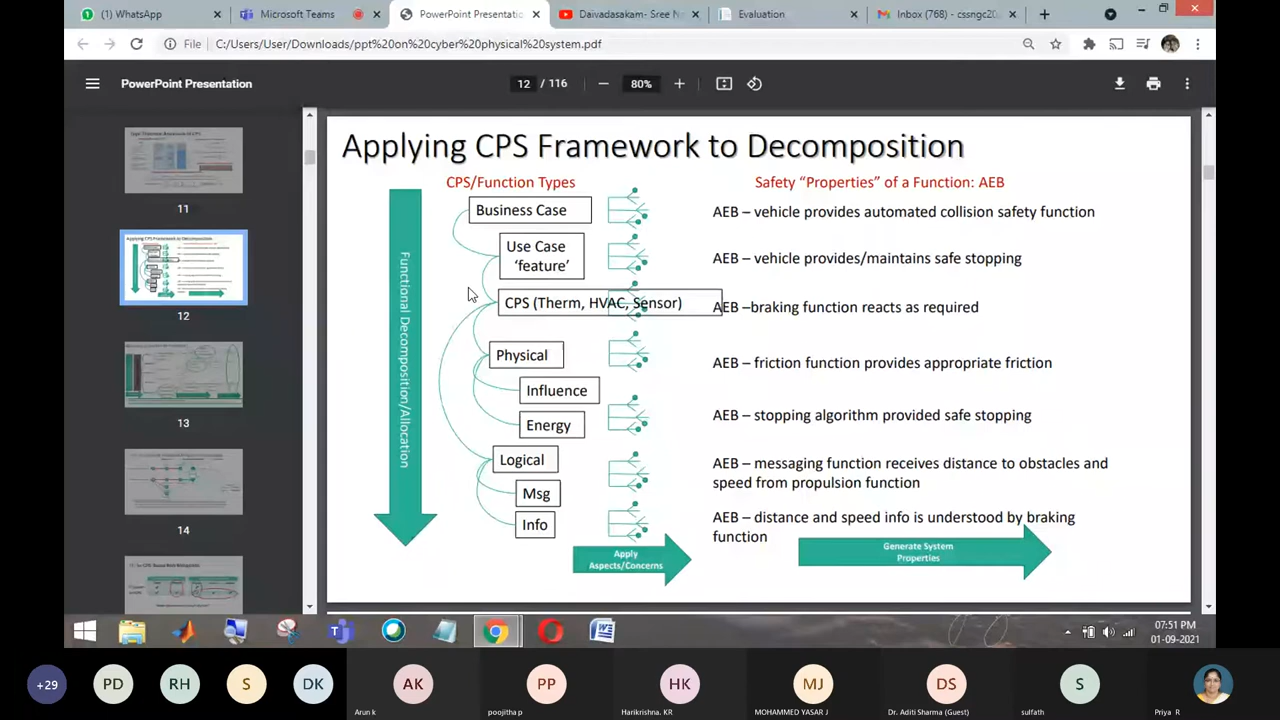 (1) WhatsApp
Microsoft Teams
PowerPoint Presentatio
Daivadasakam- Sree N
Evaluation
Inbox (768) - cssngc20
File
C:/Users/User/Downloads/ppt%20on%20cyber%20physical%20system.pdf
PowerPoint Presentation
12 / 116
80%
11
12
13
14
Applying CPS Framework to Decomposition
CPS/Function Types
Safety “Properties” of a Function: AEB
Functional Decomposition/Allocation
Business Case
AEB – vehicle provides automated collision safety function
Use Case
‘feature’
AEB – vehicle provides/maintains safe stopping
CPS (Therm, HVAC, Sensor)
AEB –braking function reacts as required
Physical
AEB – friction function provides appropriate friction
Influence
Energy
AEB – stopping algorithm provided safe stopping
Logical
AEB – messaging function receives distance to obstacles and
speed from propulsion function
Msg
Info
AEB – distance and speed info is understood by braking
function
Apply
Aspects/Concerns
Generate System
Properties
07:51 PM
01-09-2021
+29
PD
RH
S
DK
AK
PP
HK
MJ
DS
S
Arun k
poojitha p
Harikrishna. KR
MOHAMMED YASAR J
Dr. Aditi Sharma (Guest)
sulfath
Priya R